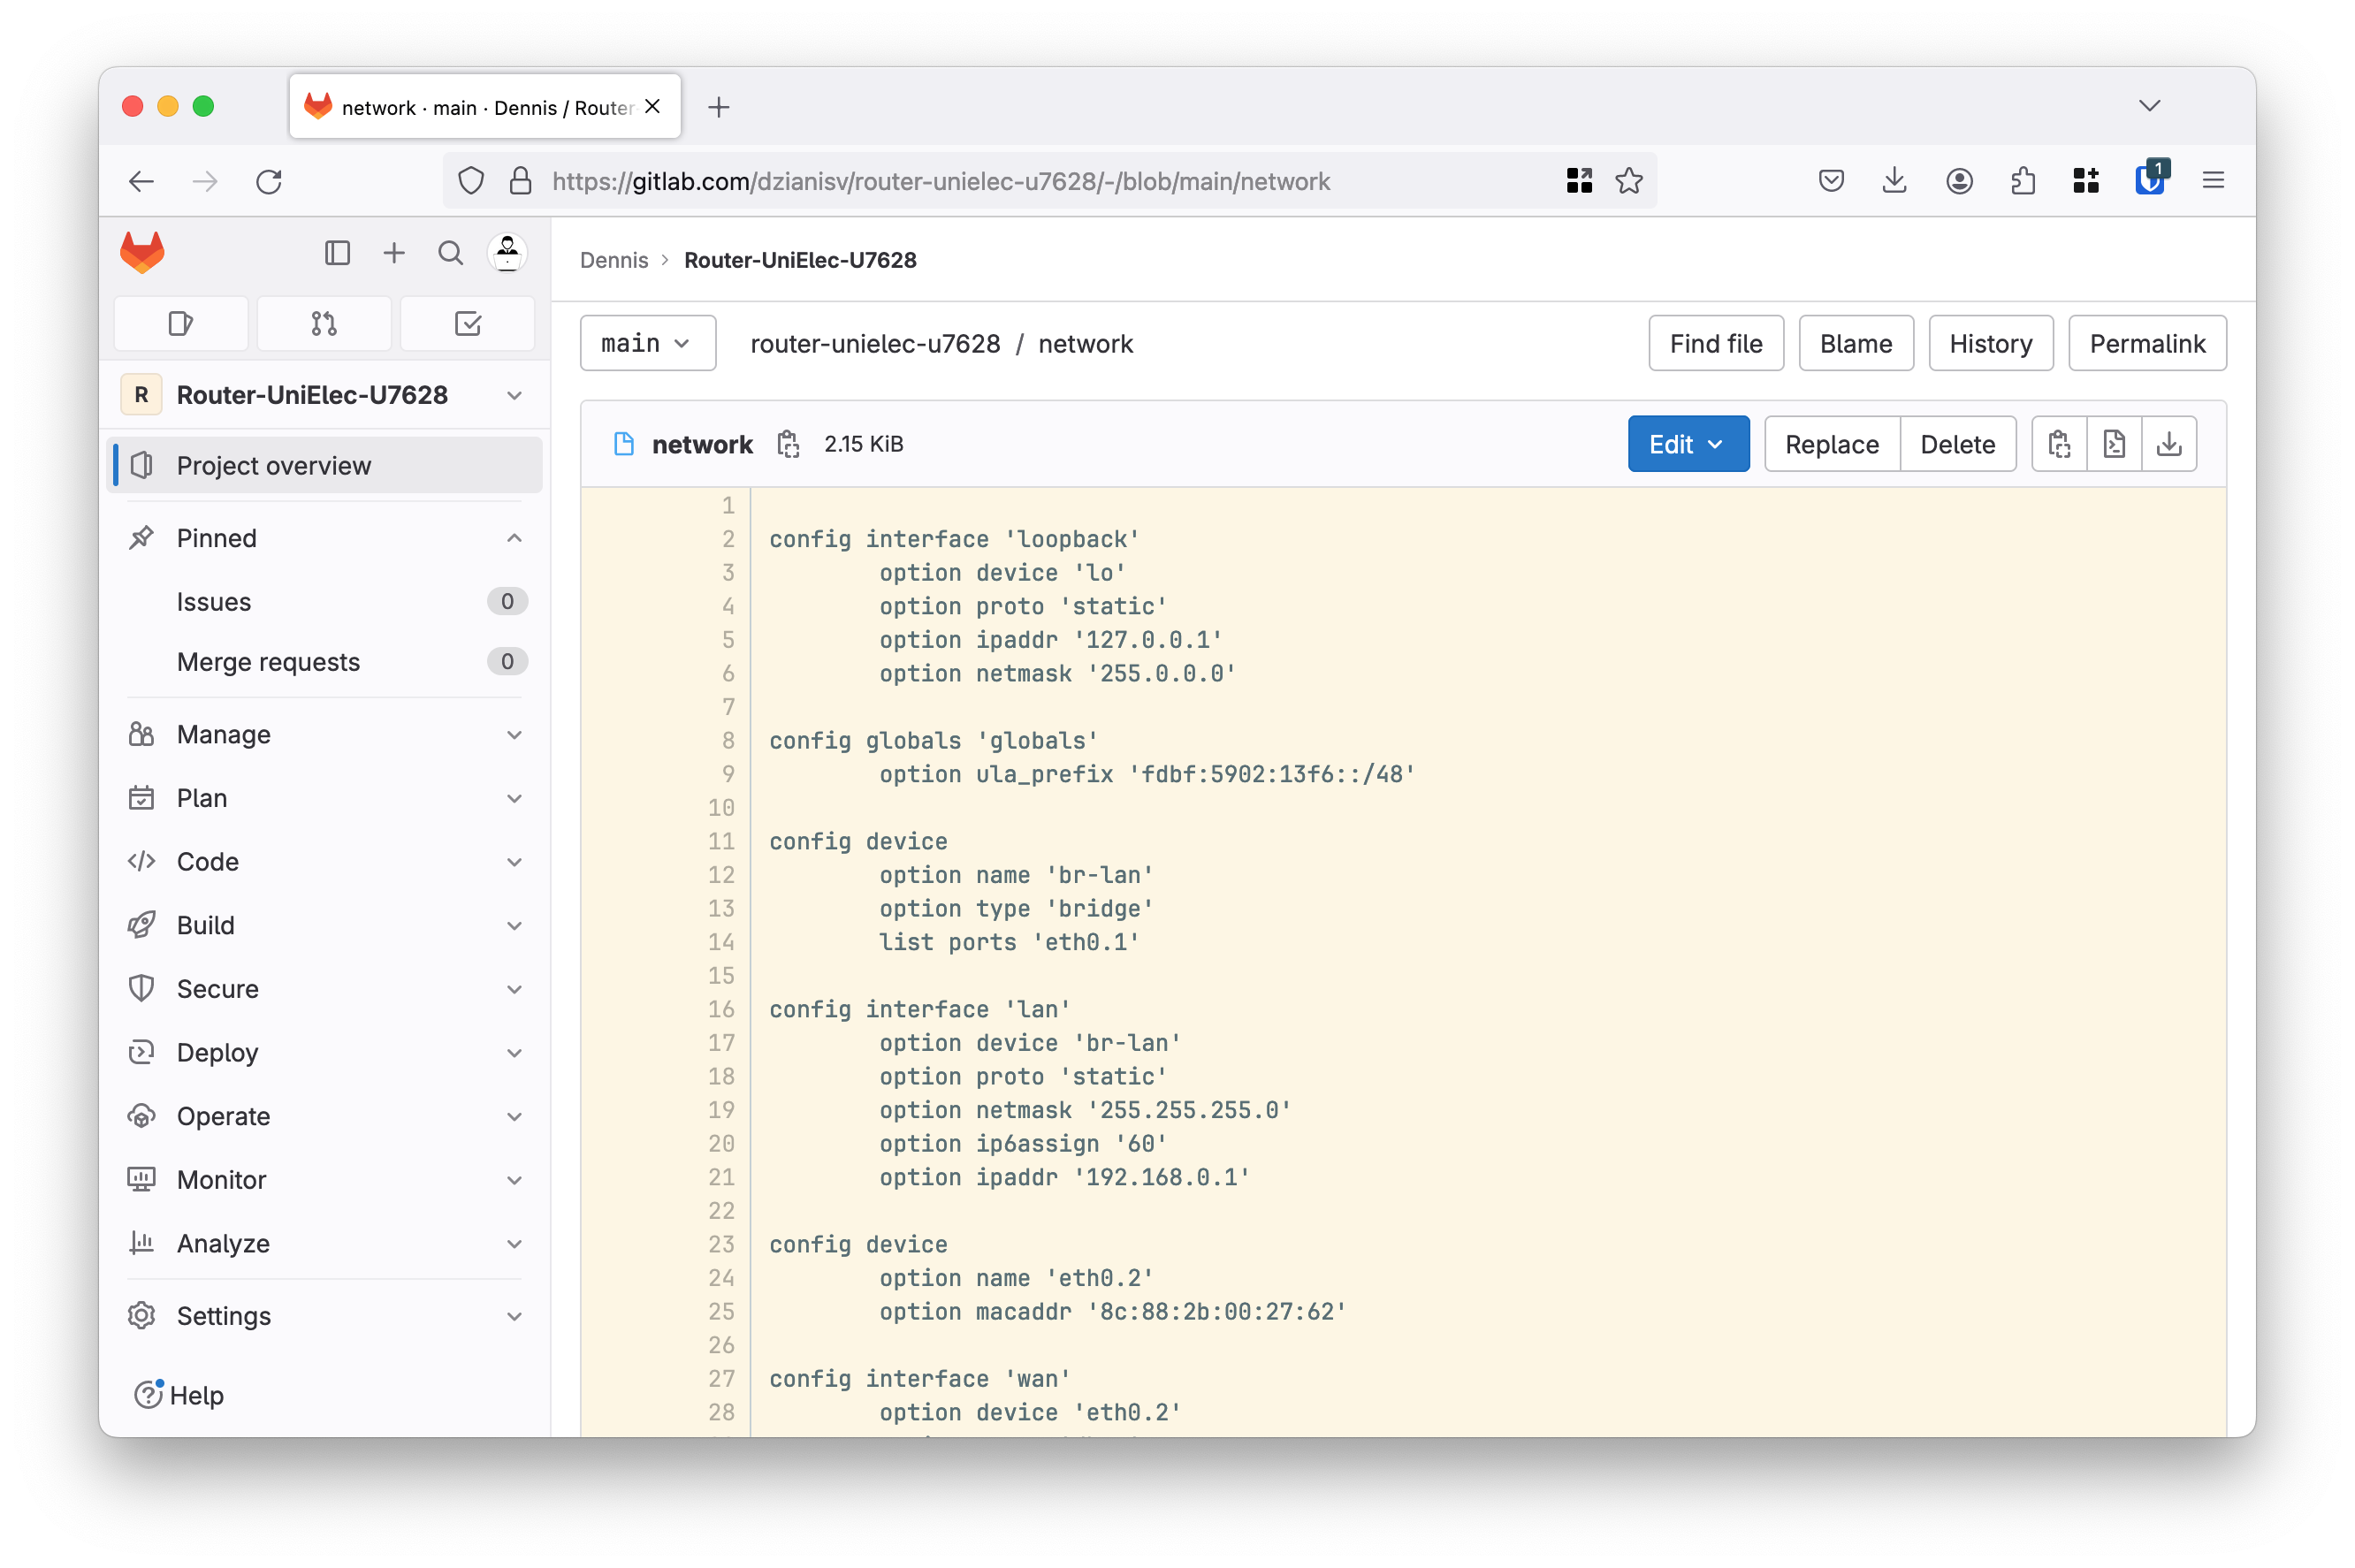 network · main · Dennis / Router
https://gitlab.com/dzianisv/router-unielec-u7628/-/blob/main/network
1
Dennis > Router-UniElec-U7628
main router-unielec-u7628 / network
Find file Blame History Permalink
R Router-UniElec-U7628
network 2.15 KiB
Edit Replace Delete
Project overview
Pinned
Issues 0
Merge requests 0
Manage
Plan
Code
Build
Secure
Deploy
Operate
Monitor
Analyze
Settings
Help
1
2 config interface 'loopback'
3 option device 'lo'
4 option proto 'static'
5 option ipaddr '127.0.0.1'
6 option netmask '255.0.0.0'
7
8 config globals 'globals'
9 option ula_prefix 'fdbf:5902:13f6::/48'
10
11 config device
12 option name 'br-lan'
13 option type 'bridge'
14 list ports 'eth0.1'
15
16 config interface 'lan'
17 option device 'br-lan'
18 option proto 'static'
19 option netmask '255.255.255.0'
20 option ip6assign '60'
21 option ipaddr '192.168.0.1'
22
23 config device
24 option name 'eth0.2'
25 option macaddr '8c:88:2b:00:27:62'
26
27 config interface 'wan'
28 option device 'eth0.2'